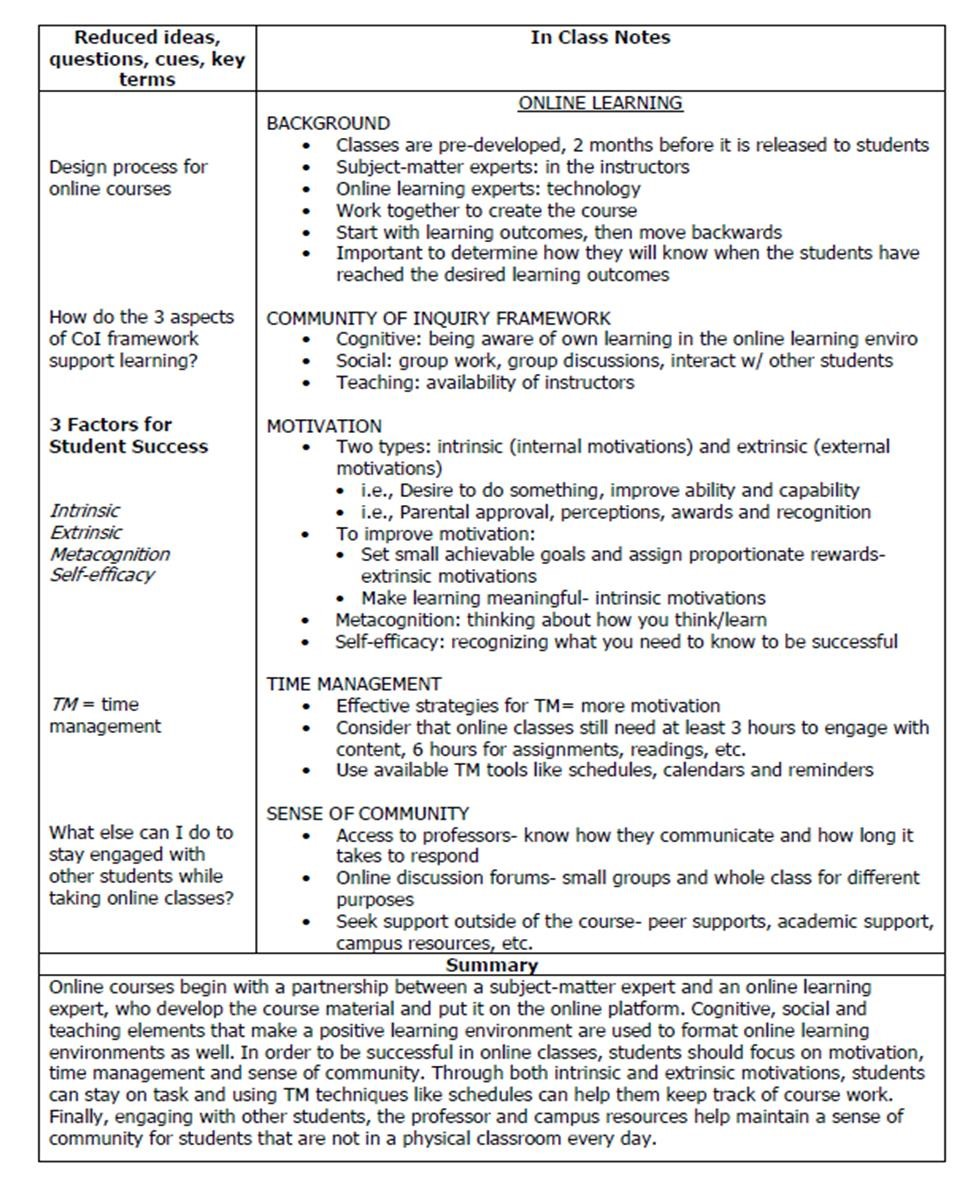 Reduced ideas,
questions, cues, key
terms
In Class Notes
Design process for
online courses
How do the 3 aspects
of CoI framework
support learning?
3 Factors for
Student Success
Intrinsic
Extrinsic
Metacognition
Self-efficacy
TM = time
management
What else can I do to
stay engaged with
other students while
taking online classes?
ONLINE LEARNING
BACKGROUND
• Classes are pre-developed, 2 months before it is released to students
• Subject-matter experts: in the instructors
• Online learning experts: technology
• Work together to create the course
• Start with learning outcomes, then move backwards
• Important to determine how they will know when the students have
reached the desired learning outcomes
COMMUNITY OF INQUIRY FRAMEWORK
• Cognitive: being aware of own learning in the online learning enviro
• Social: group work, group discussions, interact w/ other students
• Teaching: availability of instructors
MOTIVATION
• Two types: intrinsic (internal motivations) and extrinsic (external
motivations)
• i.e., Desire to do something, improve ability and capability
• i.e., Parental approval, perceptions, awards and recognition
• To improve motivation:
• Set small achievable goals and assign proportionate rewards-
extrinsic motivations
• Make learning meaningful- intrinsic motivations
• Metacognition: thinking about how you think/learn
• Self-efficacy: recognizing what you need to know to be successful
TIME MANAGEMENT
• Effective strategies for TM= more motivation
• Consider that online classes still need at least 3 hours to engage with
content, 6 hours for assignments, readings, etc.
• Use available TM tools like schedules, calendars and reminders
SENSE OF COMMUNITY
• Access to professors- know how they communicate and how long it
takes to respond
• Online discussion forums- small groups and whole class for different
purposes
• Seek support outside of the course- peer supports, academic support,
campus resources, etc.
Summary
Online courses begin with a partnership between a subject-matter expert and an online learning
expert, who develop the course material and put it on the online platform. Cognitive, social and
teaching elements that make a positive learning environment are used to format online learning
environments as well. In order to be successful in online classes, students should focus on motivation,
time management and sense of community. Through both intrinsic and extrinsic motivations, students
can stay on task and using TM techniques like schedules can help them keep track of course work.
Finally, engaging with other students, the professor and campus resources help maintain a sense of
community for students that are not in a physical classroom every day.